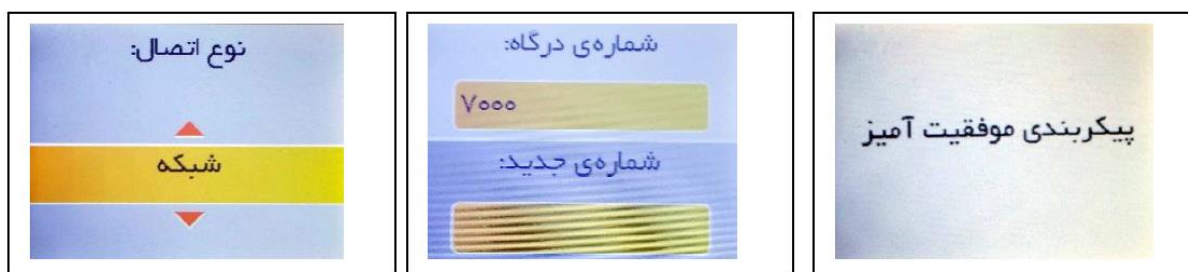 نوع اتصال:
شبکه
شماره‌ی درگاه:
۷۰۰۰
شماره‌ی جدید:
پیکربندی موفقیت آمیز